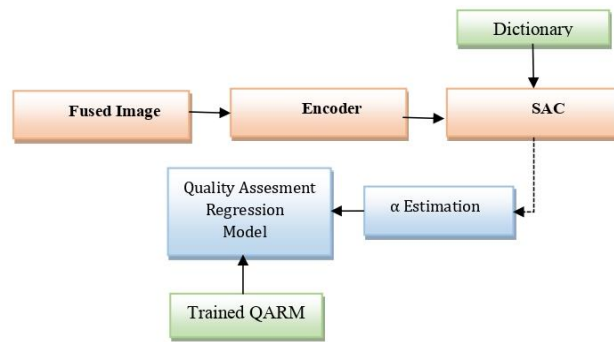 Dictionary
Fused Image
Encoder
SAC
Quality Assesment
Regression
Model
α Estimation
Trained QARM